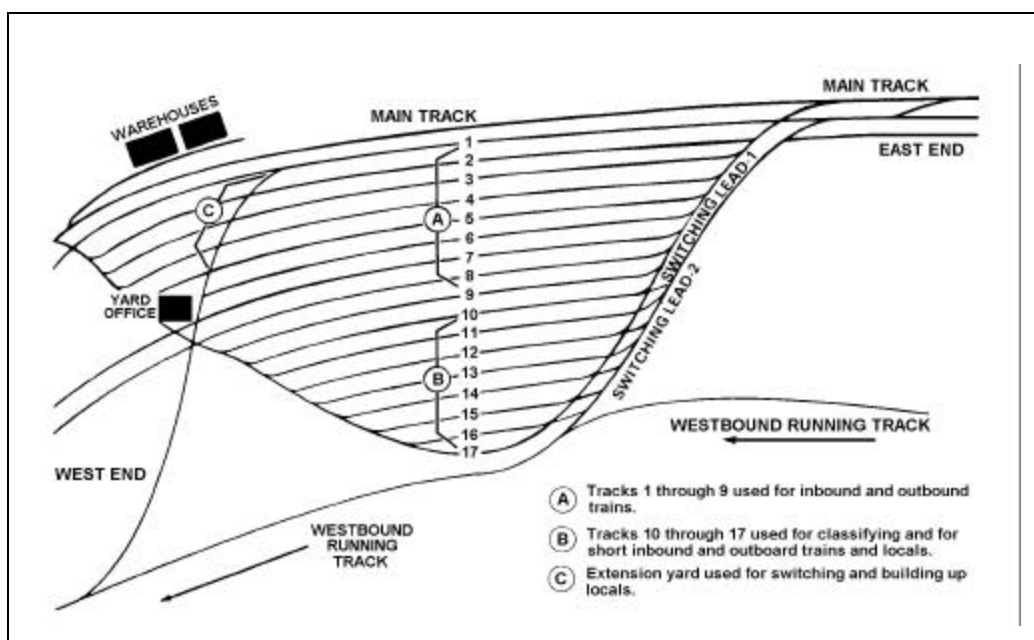 MAIN TRACK
WAREHOUSES
MAIN TRACK
EAST END
1
2
3
4
5
6
7
8
9
10
11
12
13
14
15
16
17
C
A
B
SWITCHING LEAD-1
SWITCHING LEAD-2
YARD
OFFICE
WEST END
WESTBOUND RUNNING TRACK
WESTBOUND
RUNNING
TRACK
A Tracks 1 through 9 used for inbound and outbound
trains.
B Tracks 10 through 17 used for classifying and for
short inbound and outboard trains and locals.
C Extension yard used for switching and building up
locals.